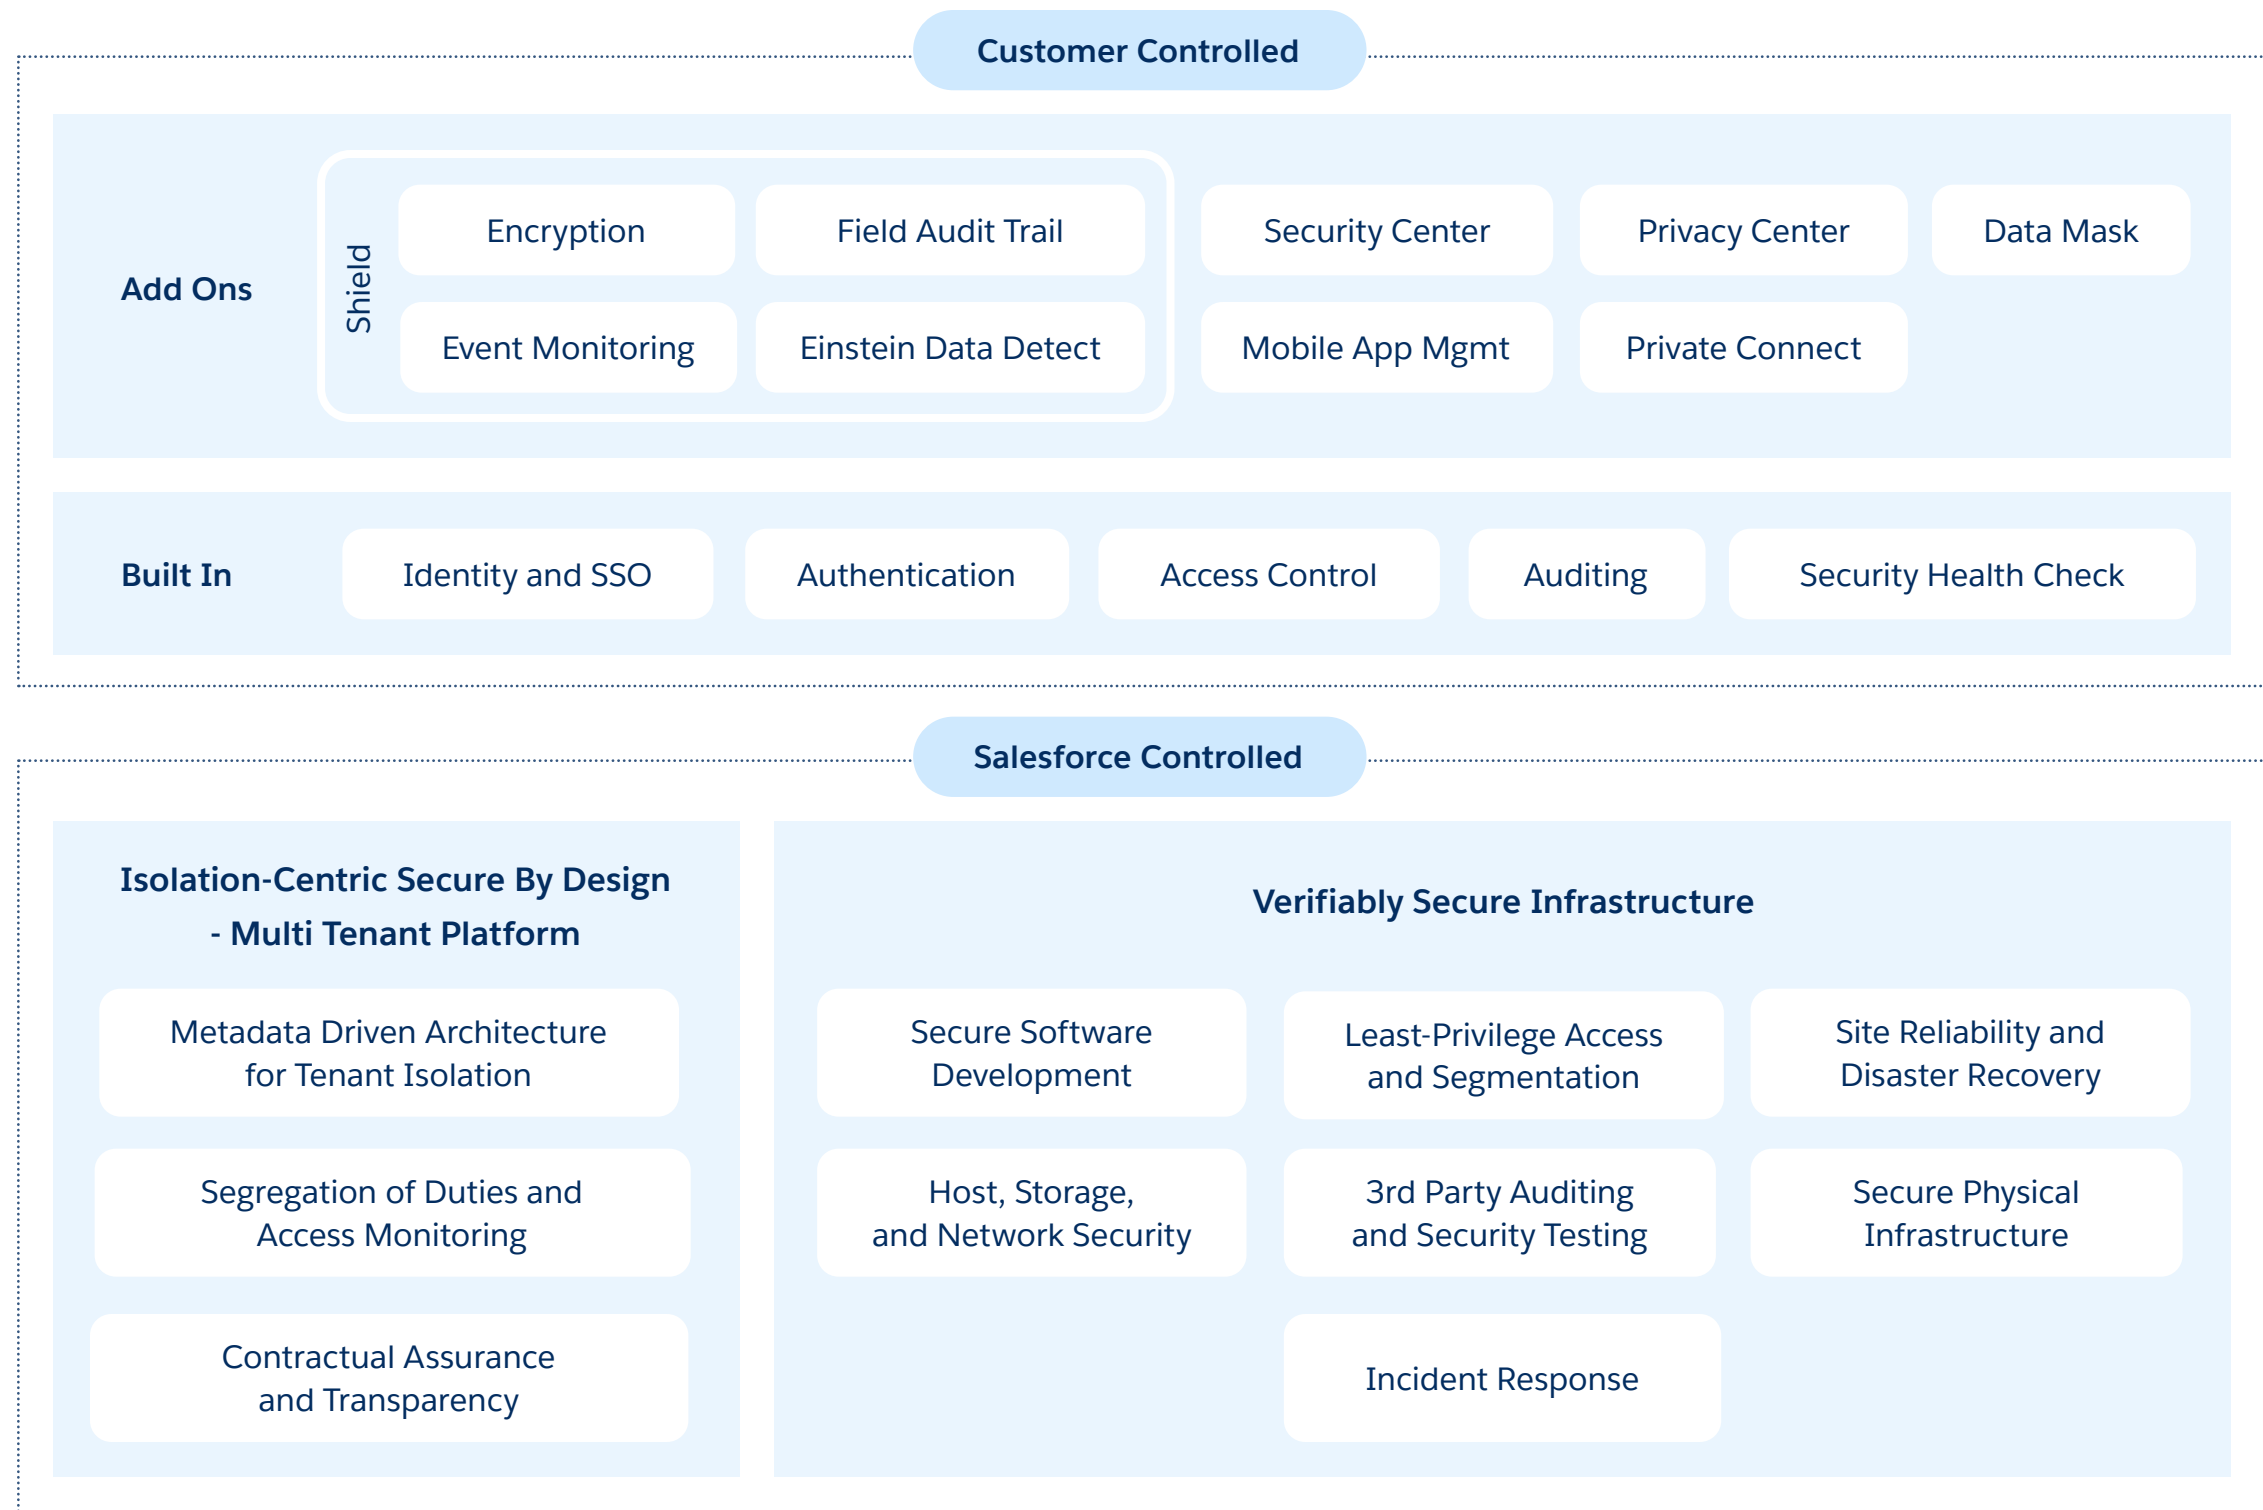 Customer Controlled
Add Ons
Shield
Encryption
Field Audit Trail
Security Center
Privacy Center
Data Mask
Event Monitoring
Einstein Data Detect
Mobile App Mgmt
Private Connect
Built In
Identity and SSO
Authentication
Access Control
Auditing
Security Health Check
Salesforce Controlled
Isolation-Centric Secure By Design
- Multi Tenant Platform
Metadata Driven Architecture
for Tenant Isolation
Segregation of Duties and
Access Monitoring
Contractual Assurance
and Transparency
Verifiably Secure Infrastructure
Secure Software
Development
Least-Privilege Access
and Segmentation
Site Reliability and
Disaster Recovery
Host, Storage,
and Network Security
3rd Party Auditing
and Security Testing
Secure Physical
Infrastructure
Incident Response